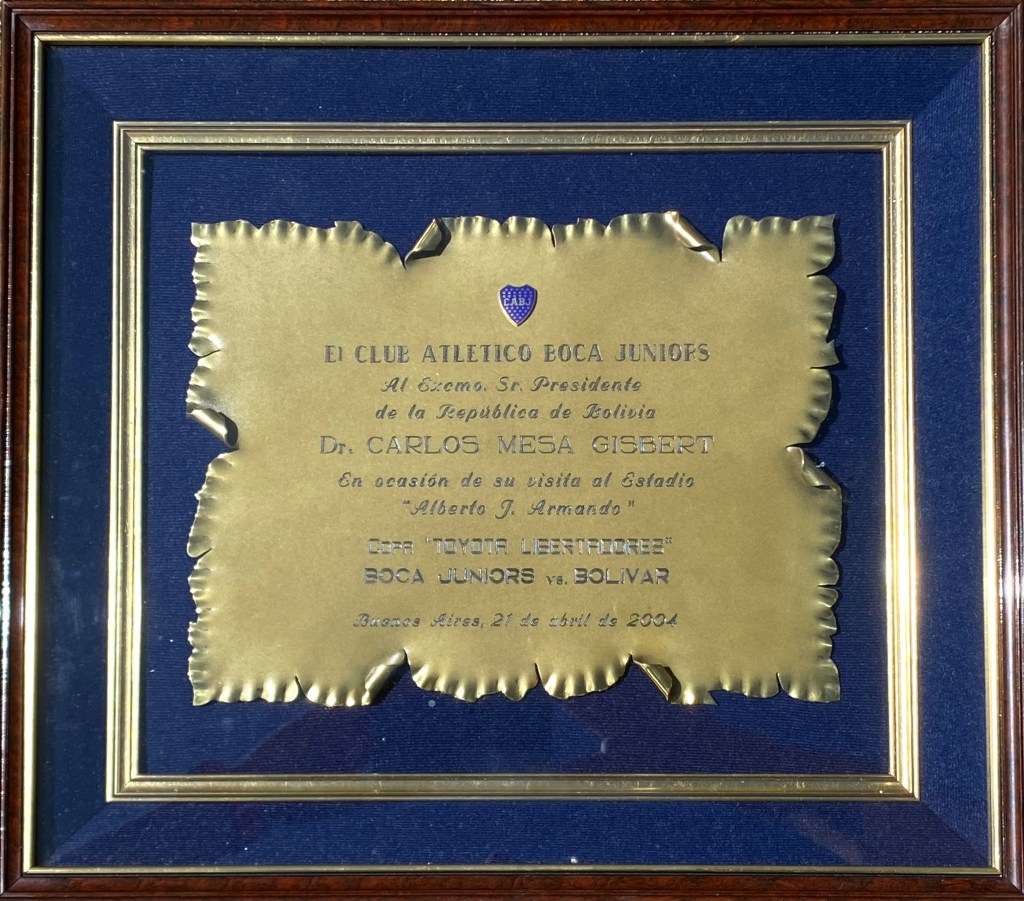 CABJ
El CLUB ATLETICO BOCA JUNIORS
Al Excmo. Sr. Presidente
de la República de Bolivia
Dr. CARLOS MESA GISBERT
En ocasión de su visita al Estadio
"Alberto J. Armando"
COPA "TOYOTA LIBERTADORES"
BOCA JUNIORS vs. BOLÍVAR
Buenos Aires, 21 de abril de 2004